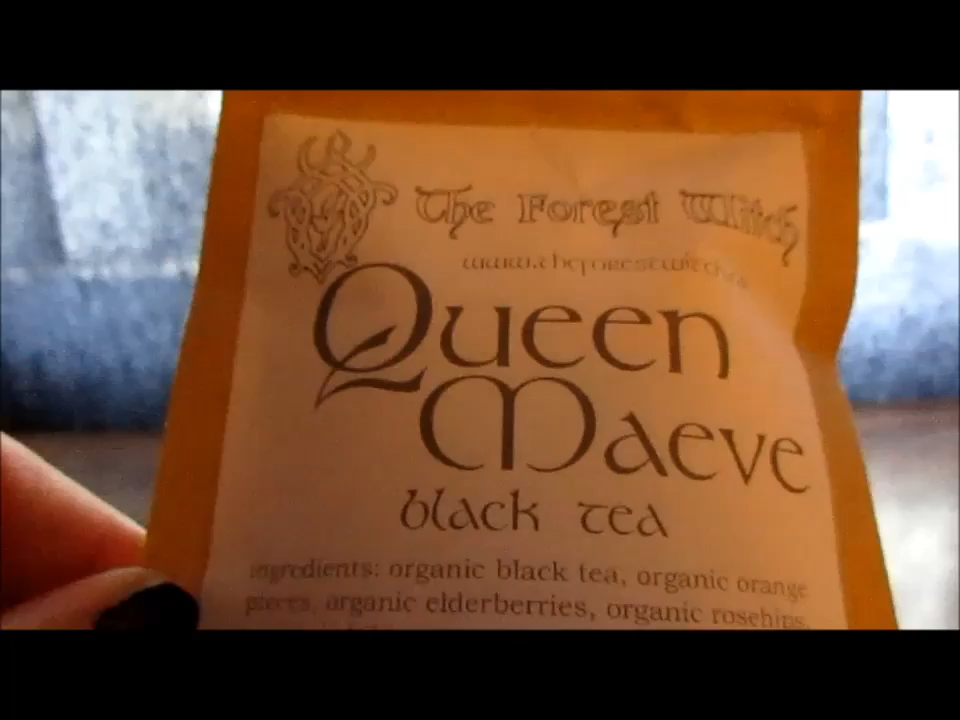 The Forest Witch
Queen
Maeve
black tea
ingredients: organic black tea, organic orange
pieces, organic elderberries, organic rosehips,